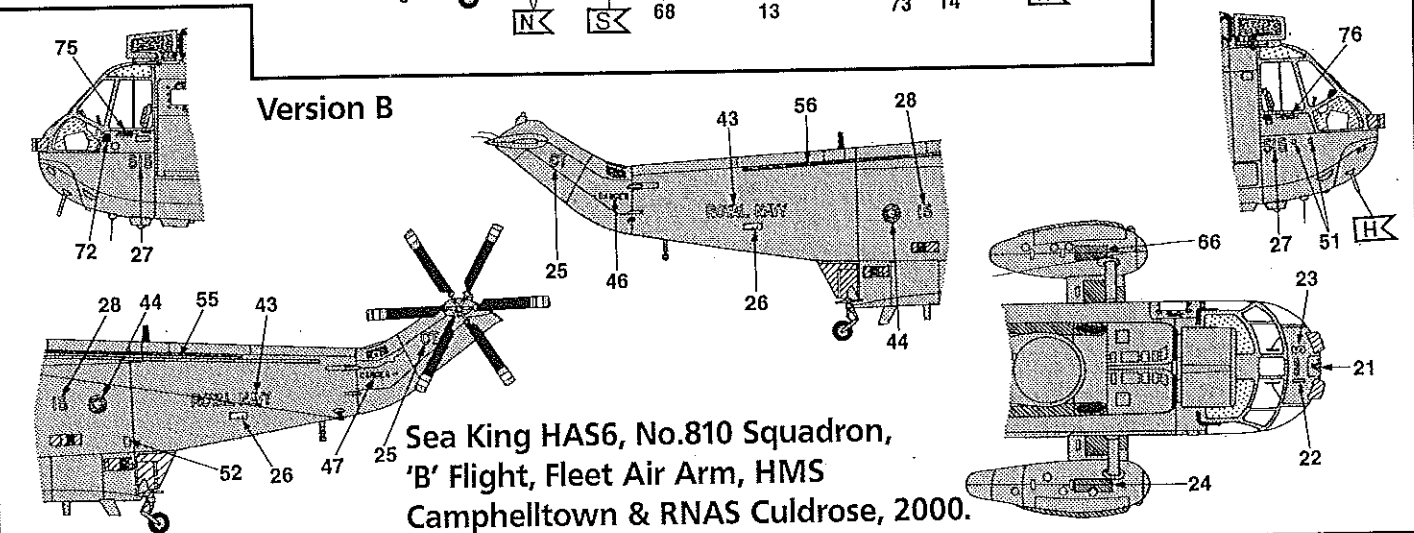 N S 68 13 73 14
75
76
Version B
43 56 28
72 27
25 46 26 44
27 51 H
66
28 44 55 43
23
21
22
24
ROYAL NAVY
ROYAL NAVY
DANGER
52 26 47 25
Sea King HAS6, No.810 Squadron,
'B' Flight, Fleet Air Arm, HMS
Camphelltown & RNAS Culdrose, 2000.